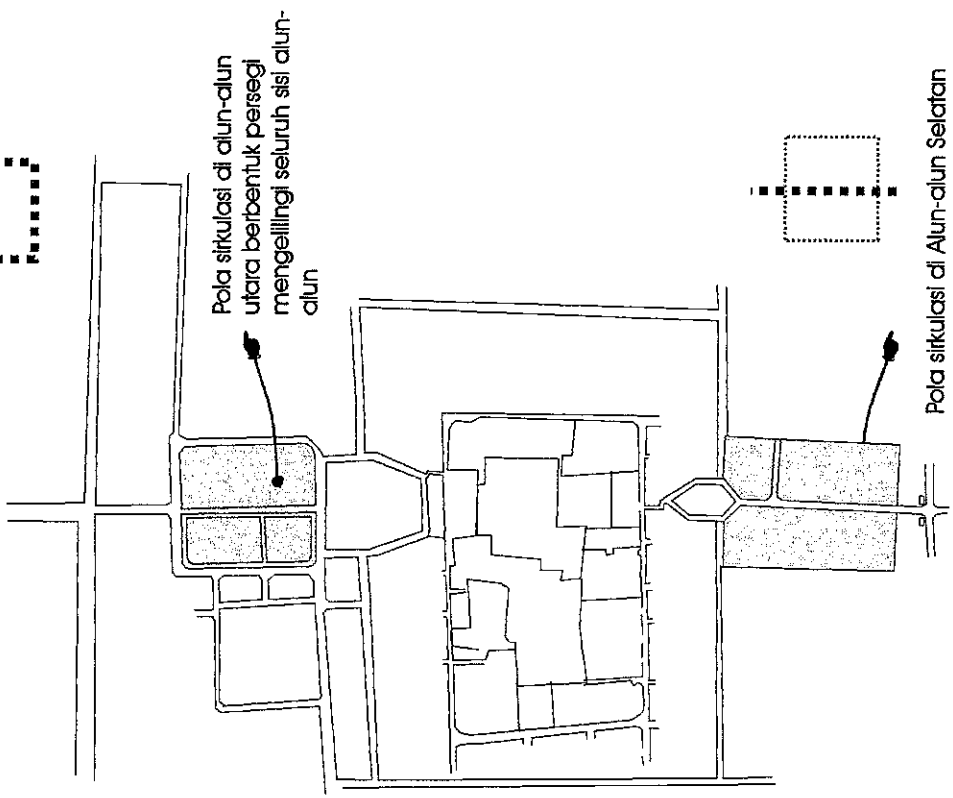 Pola sirkulasi di alun-alun
utara berbentuk persegi
mengelilingi seluruh sisi alun-
alun
Pola sirkulasi di Alun-alun Selatan